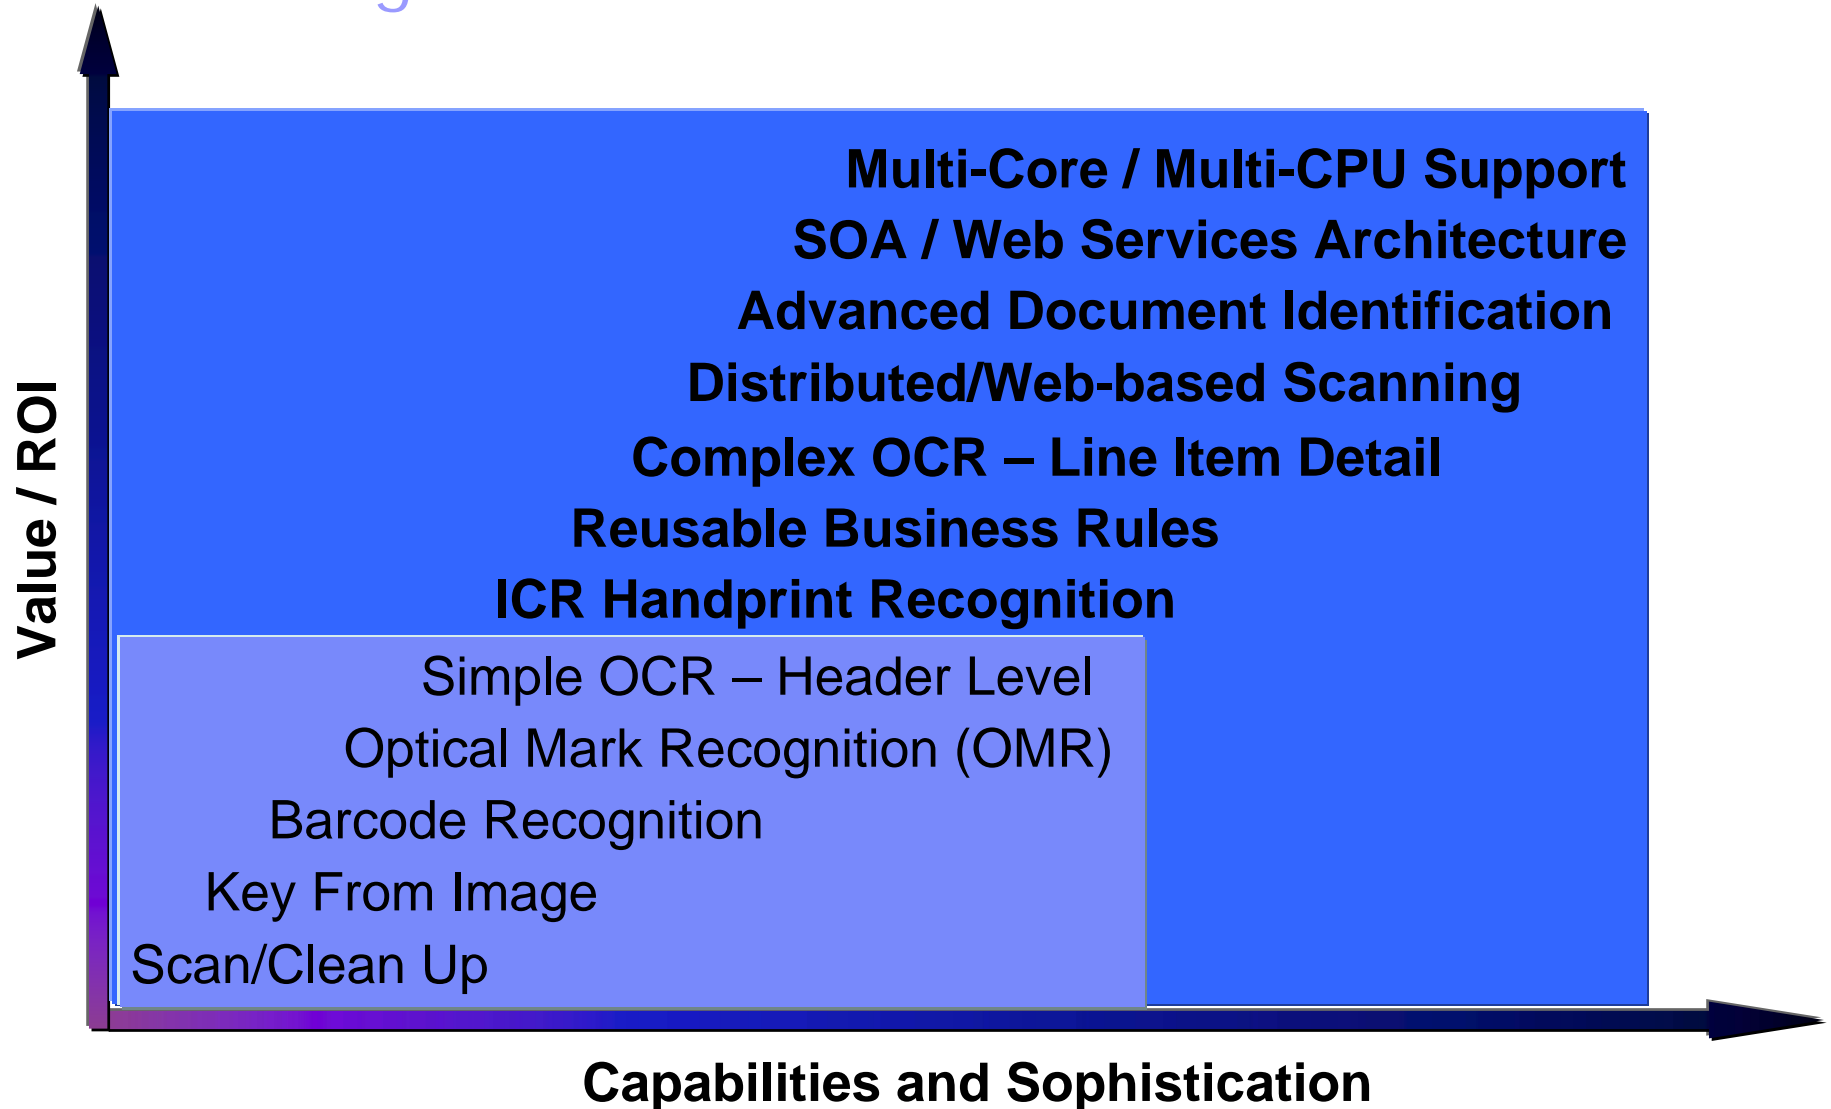 Multi-Core / Multi-CPU Support
SOA / Web Services Architecture
Advanced Document Identification
Distributed/Web-based Scanning
Complex OCR – Line Item Detail
Reusable Business Rules
ICR Handprint Recognition
Simple OCR – Header Level
Optical Mark Recognition (OMR)
Barcode Recognition
Key From Image
Scan/Clean Up
Value / ROI
Capabilities and Sophistication